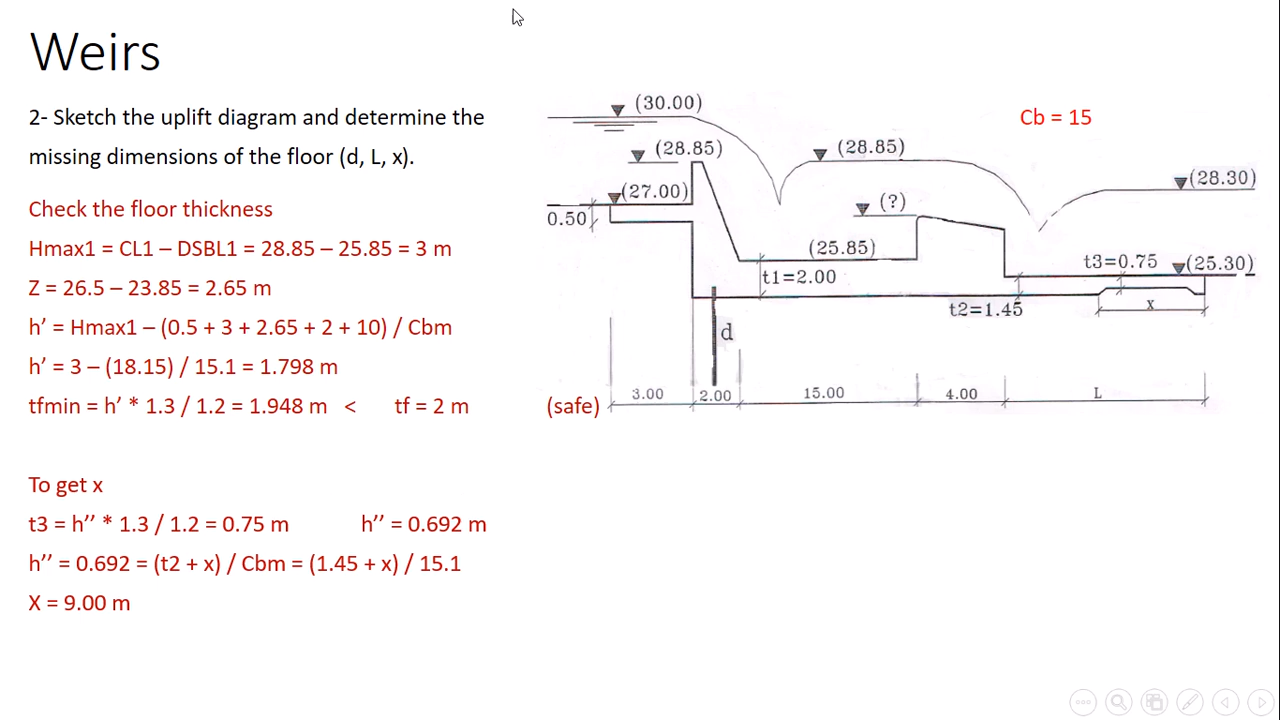 Weirs
2- Sketch the uplift diagram and determine the
missing dimensions of the floor (d, L, x).
Check the floor thickness
Hmax1 = CL1 – DSBL1 = 28.85 – 25.85 = 3 m
Z = 26.5 – 23.85 = 2.65 m
h’ = Hmax1 – (0.5 + 3 + 2.65 + 2 + 10) / Cbm
h’ = 3 – (18.15) / 15.1 = 1.798 m
tfmin = h’ * 1.3 / 1.2 = 1.948 m < tf = 2 m (safe)
To get x
t3 = h’’ * 1.3 / 1.2 = 0.75 m h’’ = 0.692 m
h’’ = 0.692 = (t2 + x) / Cbm = (1.45 + x) / 15.1
X = 9.00 m
Cb = 15
(30.00)
(28.85)
(28.85)
(28.30)
(27.00)
(?)
0.50
(25.85)
t3=0.75
(25.30)
t1=2.00
t2=1.45
x
d
3.00
2.00
15.00
4.00
L